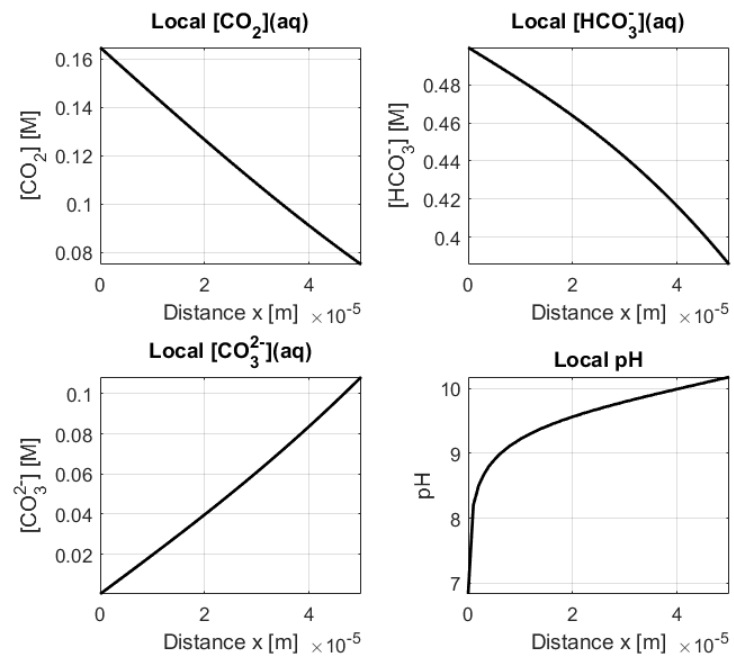 Local [CO₂](aq)
0.16
0.14
0.12
0.1
0.08
[CO₂] [M]
0 2 4
Distance x [m] ×10⁻⁵
Local [HCO₃⁻](aq)
0.48
0.46
0.44
0.42
0.4
[HCO₃⁻] [M]
0 2 4
Distance x [m] ×10⁻⁵
Local [CO₃²⁻](aq)
0.1
0.08
0.06
0.04
0.02
[CO₃²⁻] [M]
0 2 4
Distance x [m] ×10⁻⁵
Local pH
10
9
8
7
pH
0 2 4
Distance x [m] ×10⁻⁵